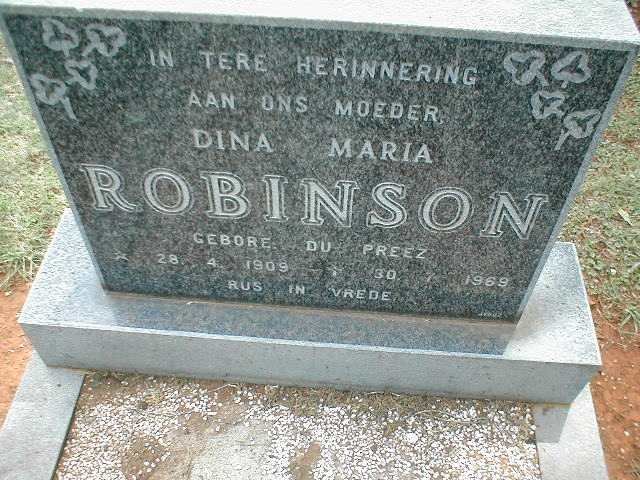 IN TERE HERINNERING
AAN ONS MOEDER
DINA MARIA
ROBINSON
GEBORE DU PREEZ
* 28. 4. 1909 † 30 7 1969
RUS IN VREDE